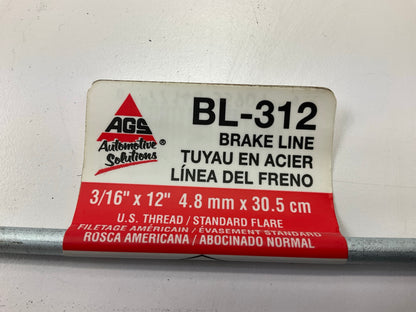 AGS
Automotive
Solutions
BL-312
BRAKE LINE
TUYAU EN ACIER
LÍNEA DEL FRENO
3/16" x 12" 4.8 mm x 30.5 cm
U.S. THREAD / STANDARD FLARE
FILETAGE AMÉRICAIN / ÉVASEMENT STANDARD
ROSCA AMERICANA / ABOCINADO NORMAL